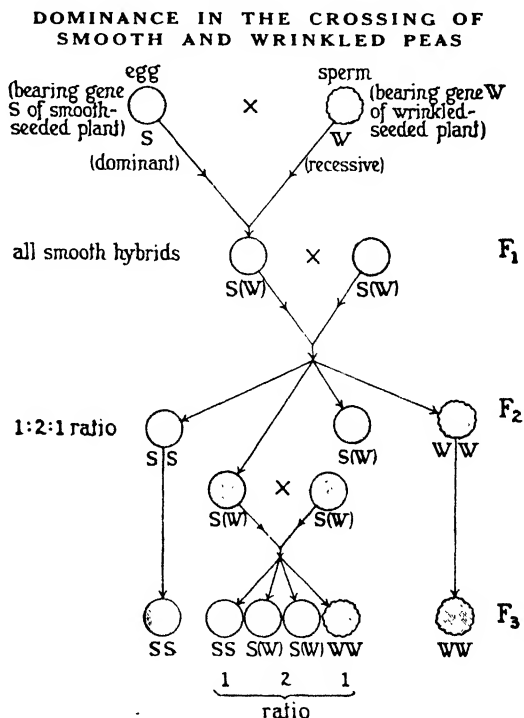 DOMINANCE IN THE CROSSING OF
SMOOTH AND WRINKLED PEAS
egg
sperm
(bearing gene
S of smooth-
seeded plant)
×
(bearing gene W
of wrinkled-
seeded plant)
S
W
(dominant)
(recessive)
all smooth hybrids
×
F1
S(W)
S(W)
1:2:1 ratio
F2
S S
S(W)
W W
×
S(W)
S(W)
F3
SS
SS
S(W)
S(W)
WW
WW
1 2 1
ratio